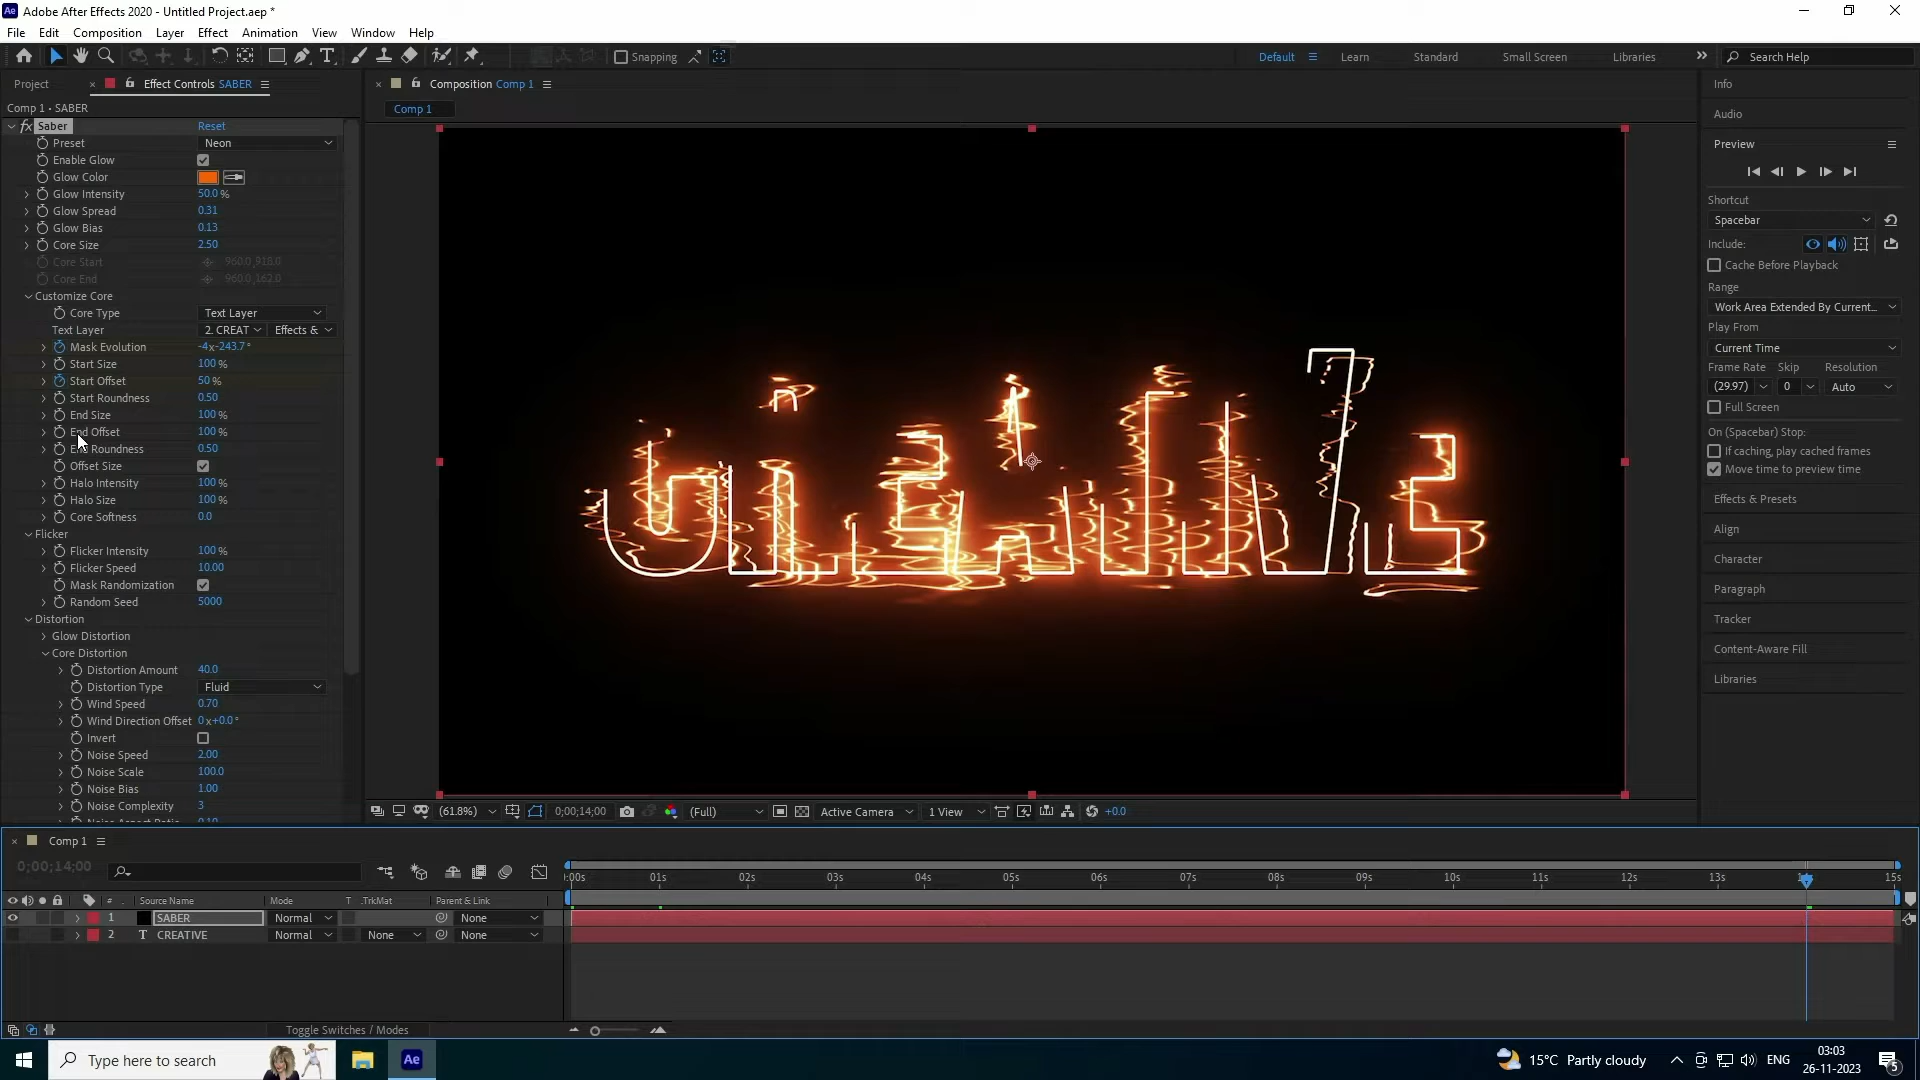 Adobe After Effects 2020 - Untitled Project.aep *
File Edit Composition Layer Effect Animation View Window Help
Snapping
Default Learn Standard Small Screen Libraries
Search Help
Project
Effect Controls SABER
Comp 1 • SABER
fx Saber Reset
Preset Neon
Enable Glow
Glow Color
Glow Intensity 50.0 %
Glow Spread 0.31
Glow Bias 0.13
Core Size 2.50
Core Start 960.0,918.0
Core End 960.0,162.0
Customize Core
Core Type Text Layer
Text Layer 2. CREAT Effects &
Mask Evolution -4x-243.7°
Start Size 100 %
Start Offset 50 %
Start Roundness 0.50
End Size 100 %
End Offset 100 %
End Roundness 0.50
Offset Size
Halo Intensity 100 %
Halo Size 100 %
Core Softness 0.0
Flicker
Flicker Intensity 100 %
Flicker Speed 10.00
Mask Randomization
Random Seed 5000
Distortion
Glow Distortion
Core Distortion
Distortion Amount 40.0
Distortion Type Fluid
Wind Speed 0.70
Wind Direction Offset 0x+0.0°
Invert
Noise Speed 2.00
Noise Scale 100.0
Noise Bias 1.00
Noise Complexity 3
Composition Comp 1
Comp 1
(61.8%) 0;00;14;00 (Full) Active Camera 1 View +0.0
Info
Audio
Preview
Shortcut
Spacebar
Include:
Cache Before Playback
Range
Work Area Extended By Current...
Play From
Current Time
Frame Rate Skip Resolution
(29.97) 0 Auto
Full Screen
On (Spacebar) Stop:
If caching, play cached frames
Move time to preview time
Effects & Presets
Align
Character
Paragraph
Tracker
Content-Aware Fill
Libraries
Comp 1
0;00;14;00
:00s 01s 02s 03s 04s 05s 06s 07s 08s 09s 10s 11s 12s 13s 15s
# Source Name Mode T .TrkMat Parent & Link
1 SABER Normal None
2 T CREATIVE Normal None None
Toggle Switches / Modes
Type here to search
Ae
15°C Partly cloudy
ENG
03:03
26-11-2023
5